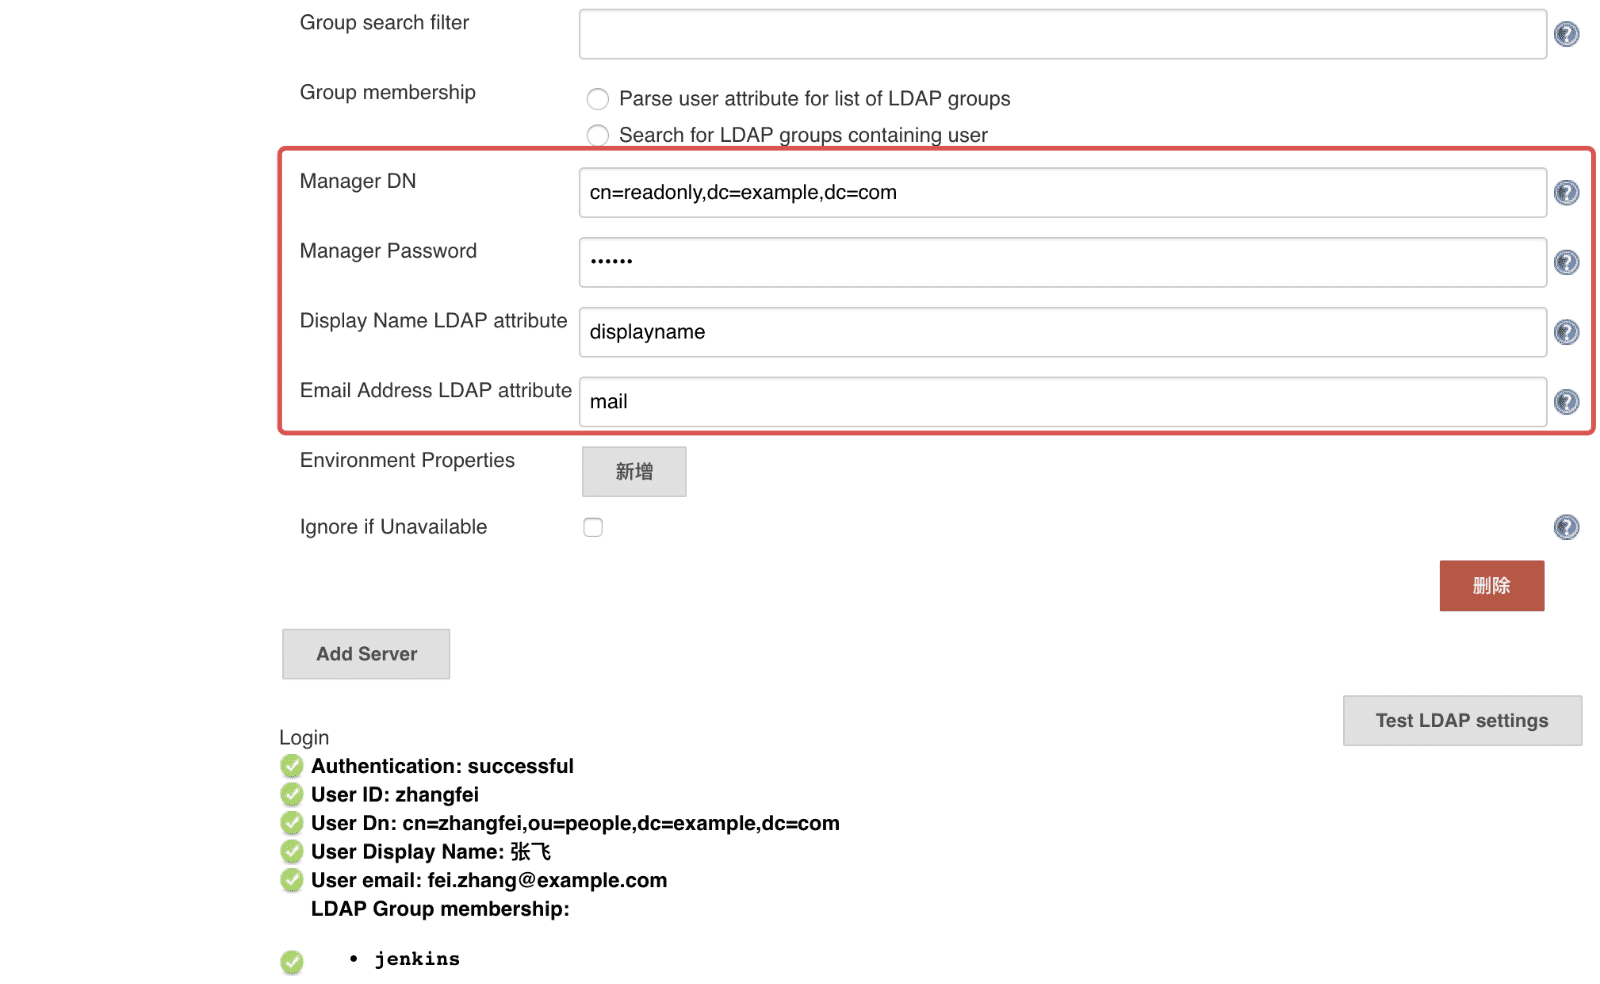 Group search filter
Group membership
Parse user attribute for list of LDAP groups
Search for LDAP groups containing user
Manager DN
cn=readonly,dc=example,dc=com
Manager Password
••••••
Display Name LDAP attribute
displayname
Email Address LDAP attribute
mail
Environment Properties
新增
Ignore if Unavailable
删除
Add Server
Test LDAP settings
Login
Authentication: successful
User ID: zhangfei
User Dn: cn=zhangfei,ou=people,dc=example,dc=com
User Display Name: 张飞
User email: fei.zhang@example.com
LDAP Group membership:
• jenkins